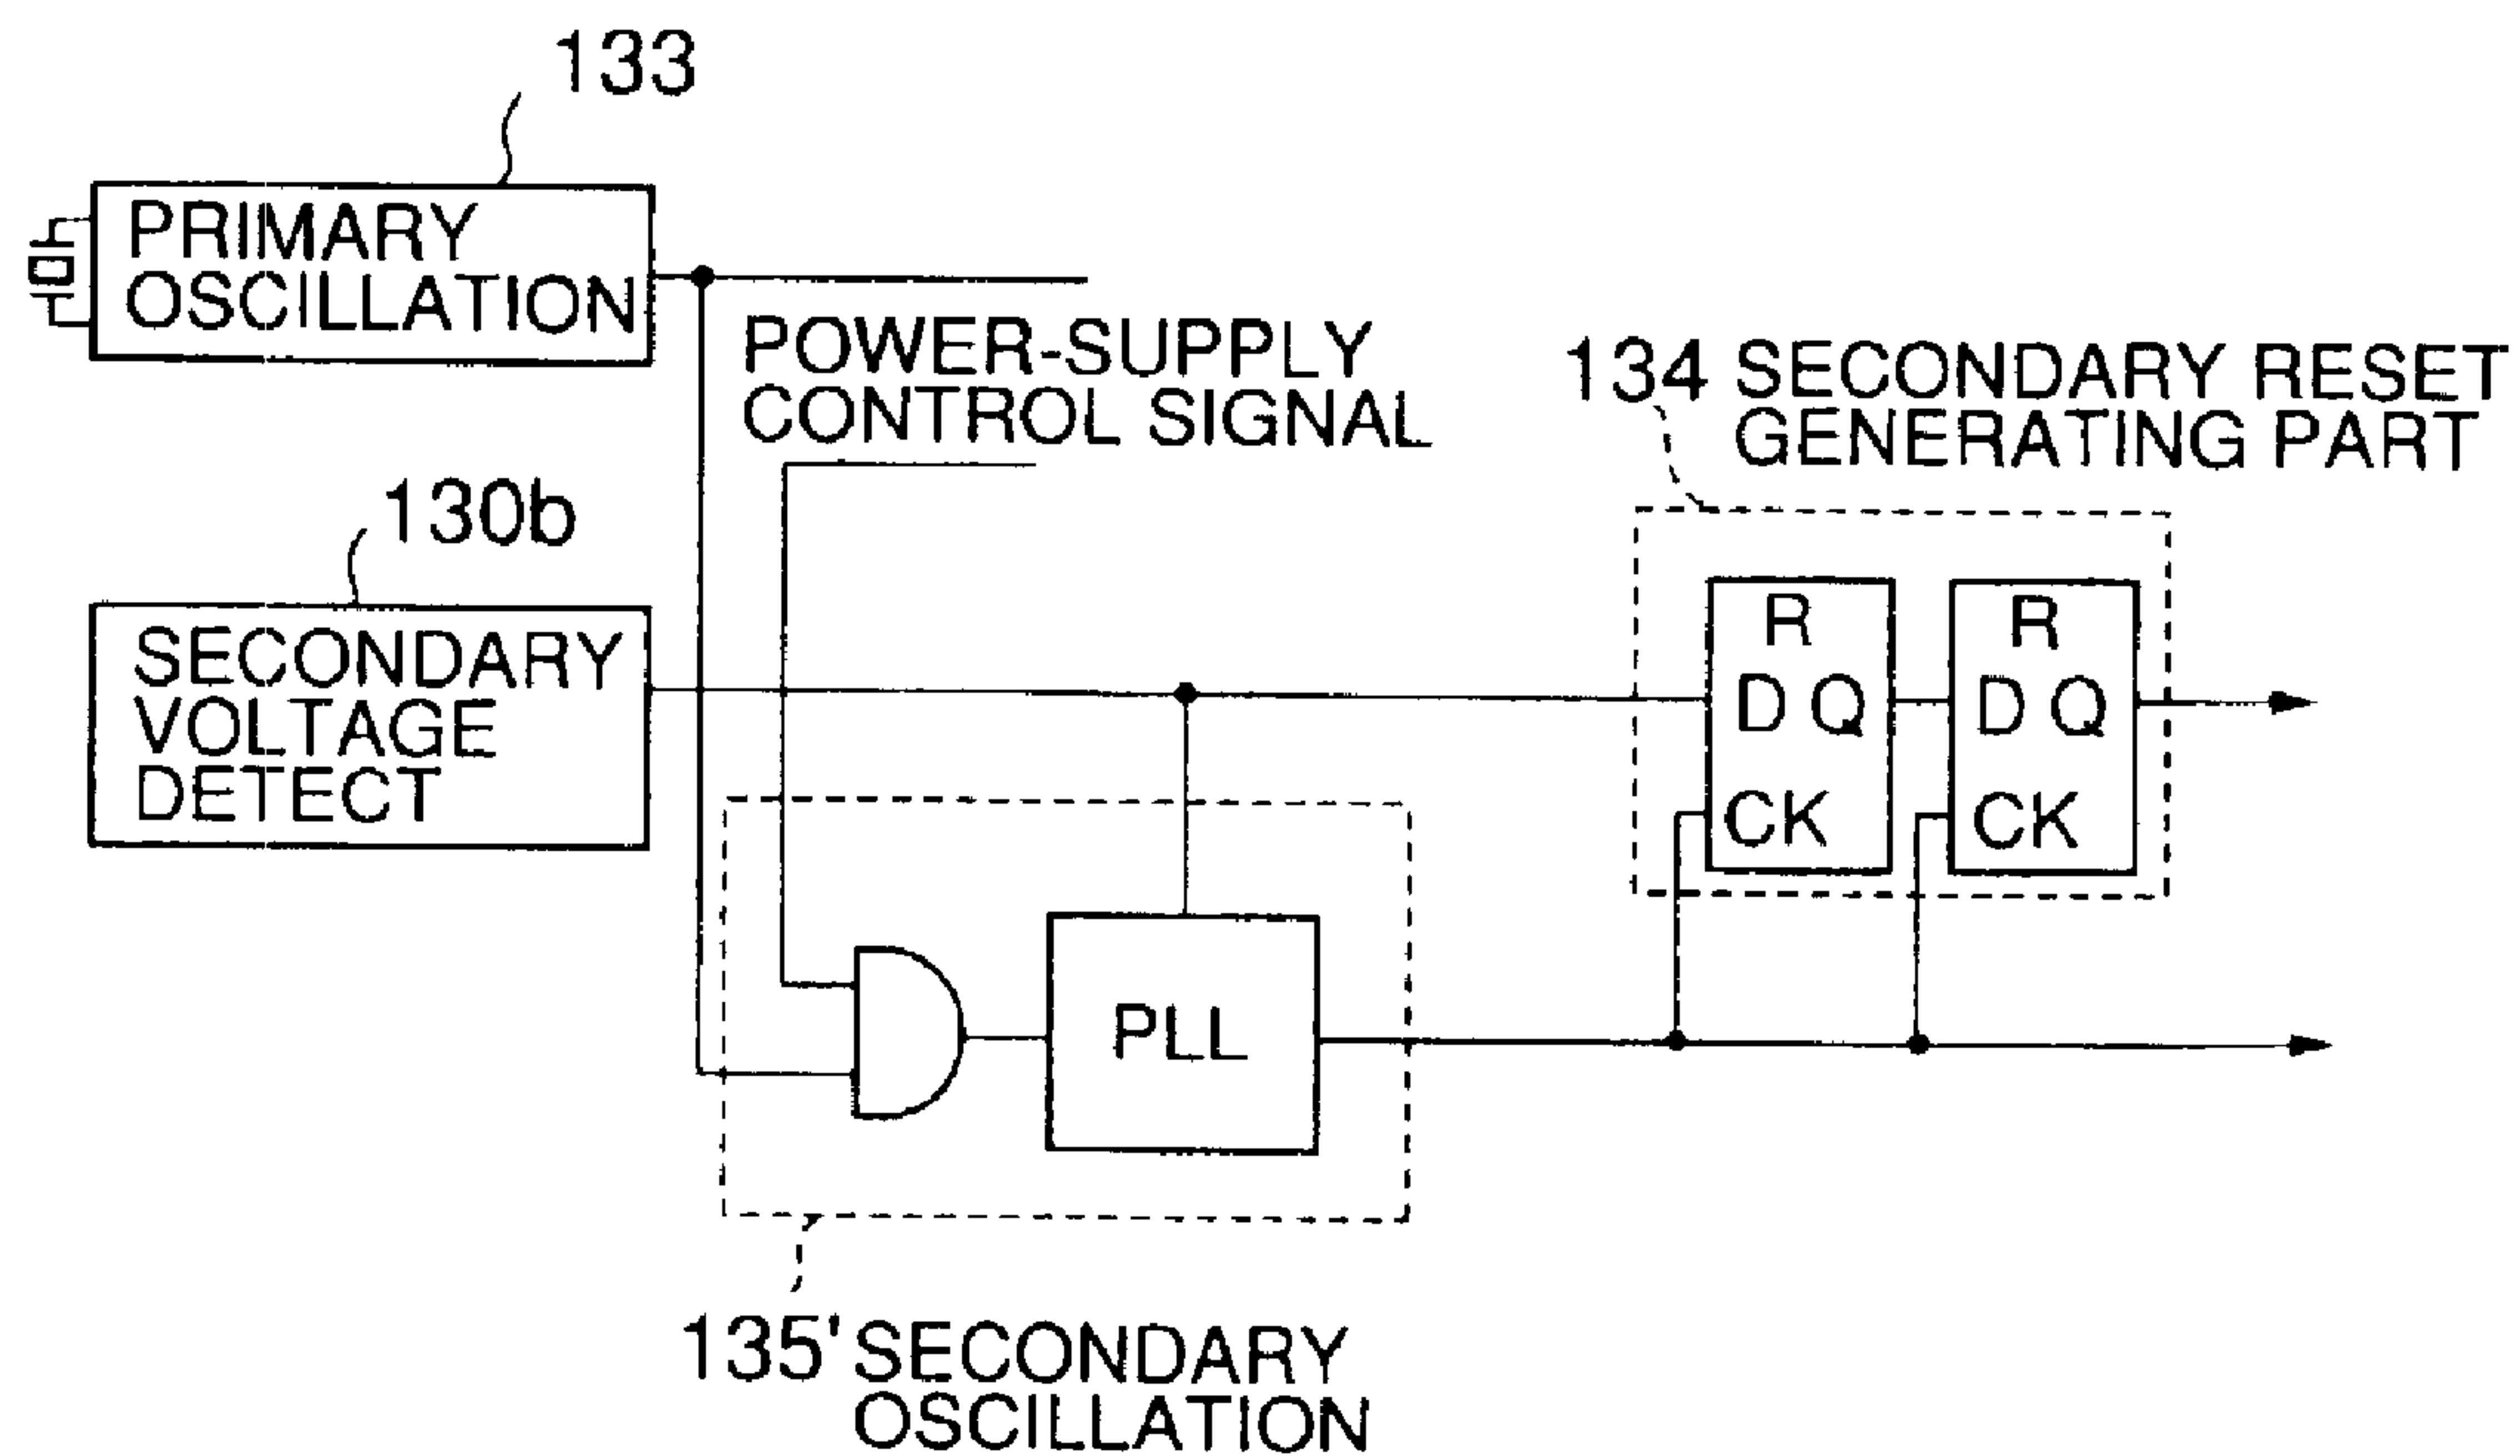 133
PRIMARY
OSCILLATION
POWER-SUPPLY
CONTROL SIGNAL
134 SECONDARY RESET
GENERATING PART
130b
SECONDARY
VOLTAGE
DETECT
R
D Q
CK
R
D Q
CK
PLL
135' SECONDARY
OSCILLATION